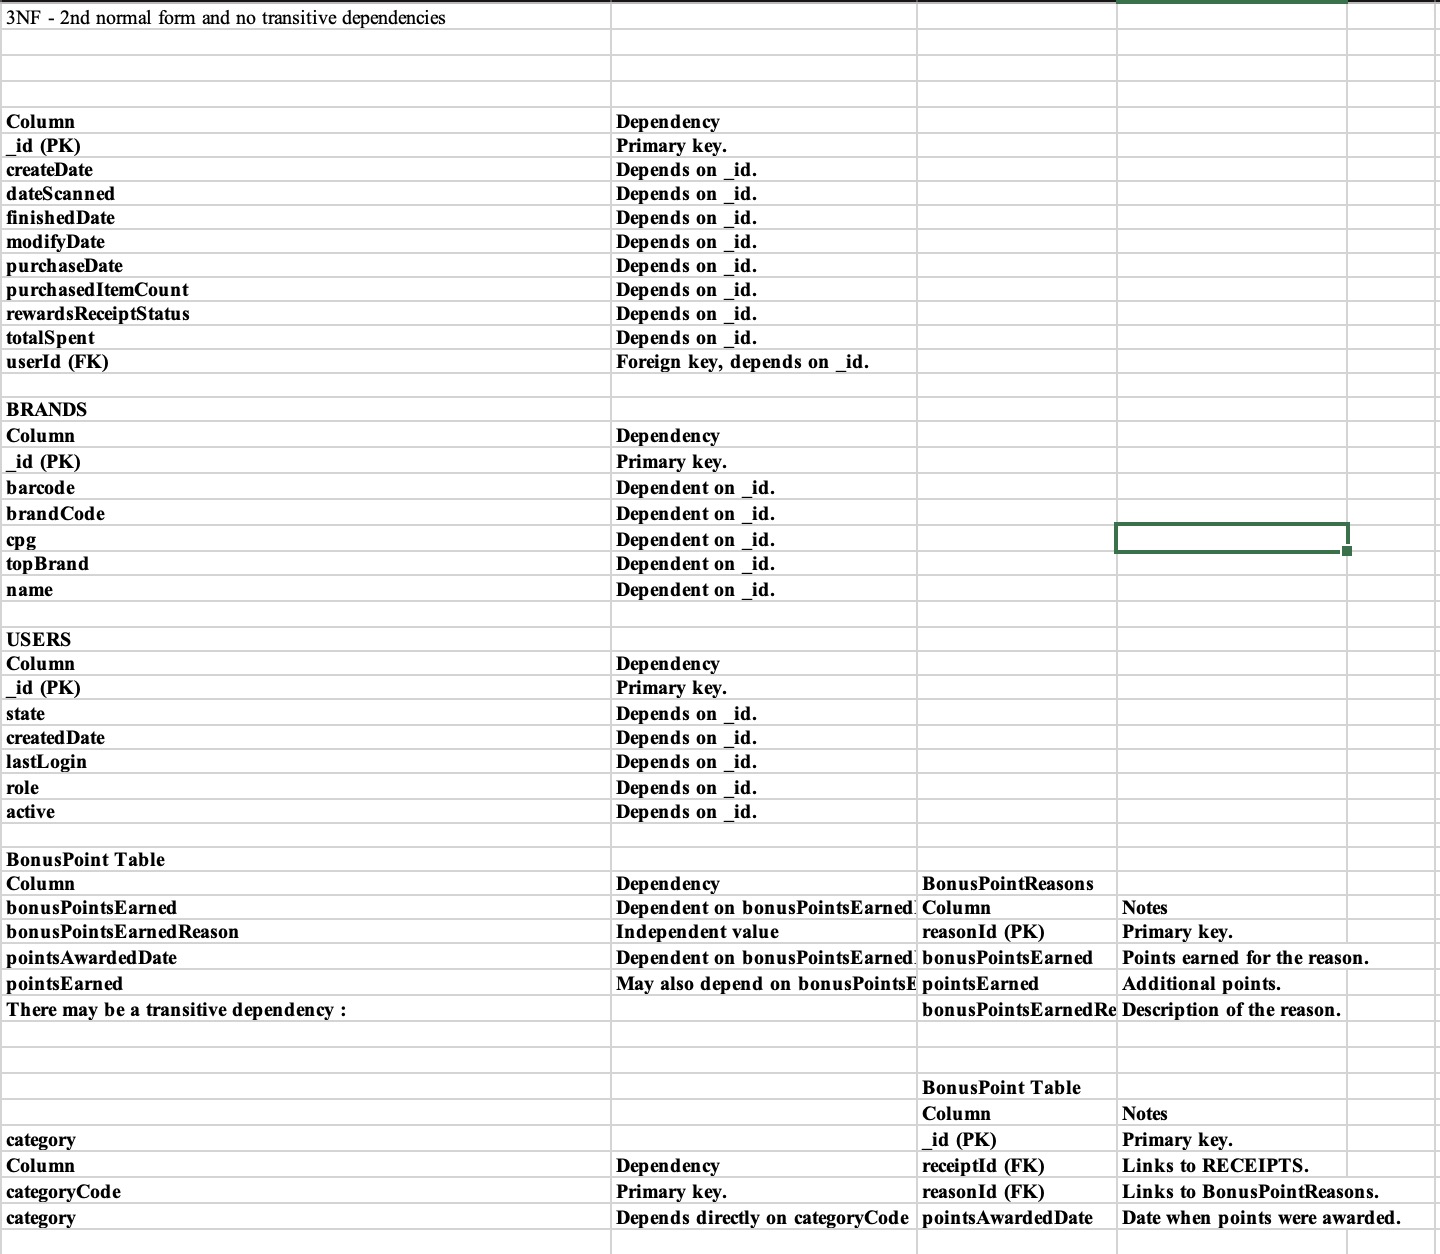 3NF - 2nd normal form and no transitive dependencies
Column Dependency
_id (PK) Primary key.
createDate Depends on _id.
dateScanned Depends on _id.
finishedDate Depends on _id.
modifyDate Depends on _id.
purchaseDate Depends on _id.
purchasedItemCount Depends on _id.
rewardsReceiptStatus Depends on _id.
totalSpent Depends on _id.
userId (FK) Foreign key, depends on _id.
BRANDS
Column Dependency
_id (PK) Primary key.
barcode Dependent on _id.
brandCode Dependent on _id.
cpg Dependent on _id.
topBrand Dependent on _id.
name Dependent on _id.
USERS
Column Dependency
_id (PK) Primary key.
state Depends on _id.
createdDate Depends on _id.
lastLogin Depends on _id.
role Depends on _id.
active Depends on _id.
BonusPoint Table
Column Dependency BonusPointReasons
bonusPointsEarned Dependent on bonusPointsEarned Column Notes
bonusPointsEarnedReason Independent value reasonId (PK) Primary key.
pointsAwardedDate Dependent on bonusPointsEarned bonusPointsEarned Points earned for the reason.
pointsEarned May also depend on bonusPointsE pointsEarned Additional points.
There may be a transitive dependency : bonusPointsEarnedRe Description of the reason.
BonusPoint Table
Column Notes
category _id (PK) Primary key.
Column Dependency receiptId (FK) Links to RECEIPTS.
categoryCode Primary key. reasonId (FK) Links to BonusPointReasons.
category Depends directly on categoryCode pointsAwardedDate Date when points were awarded.